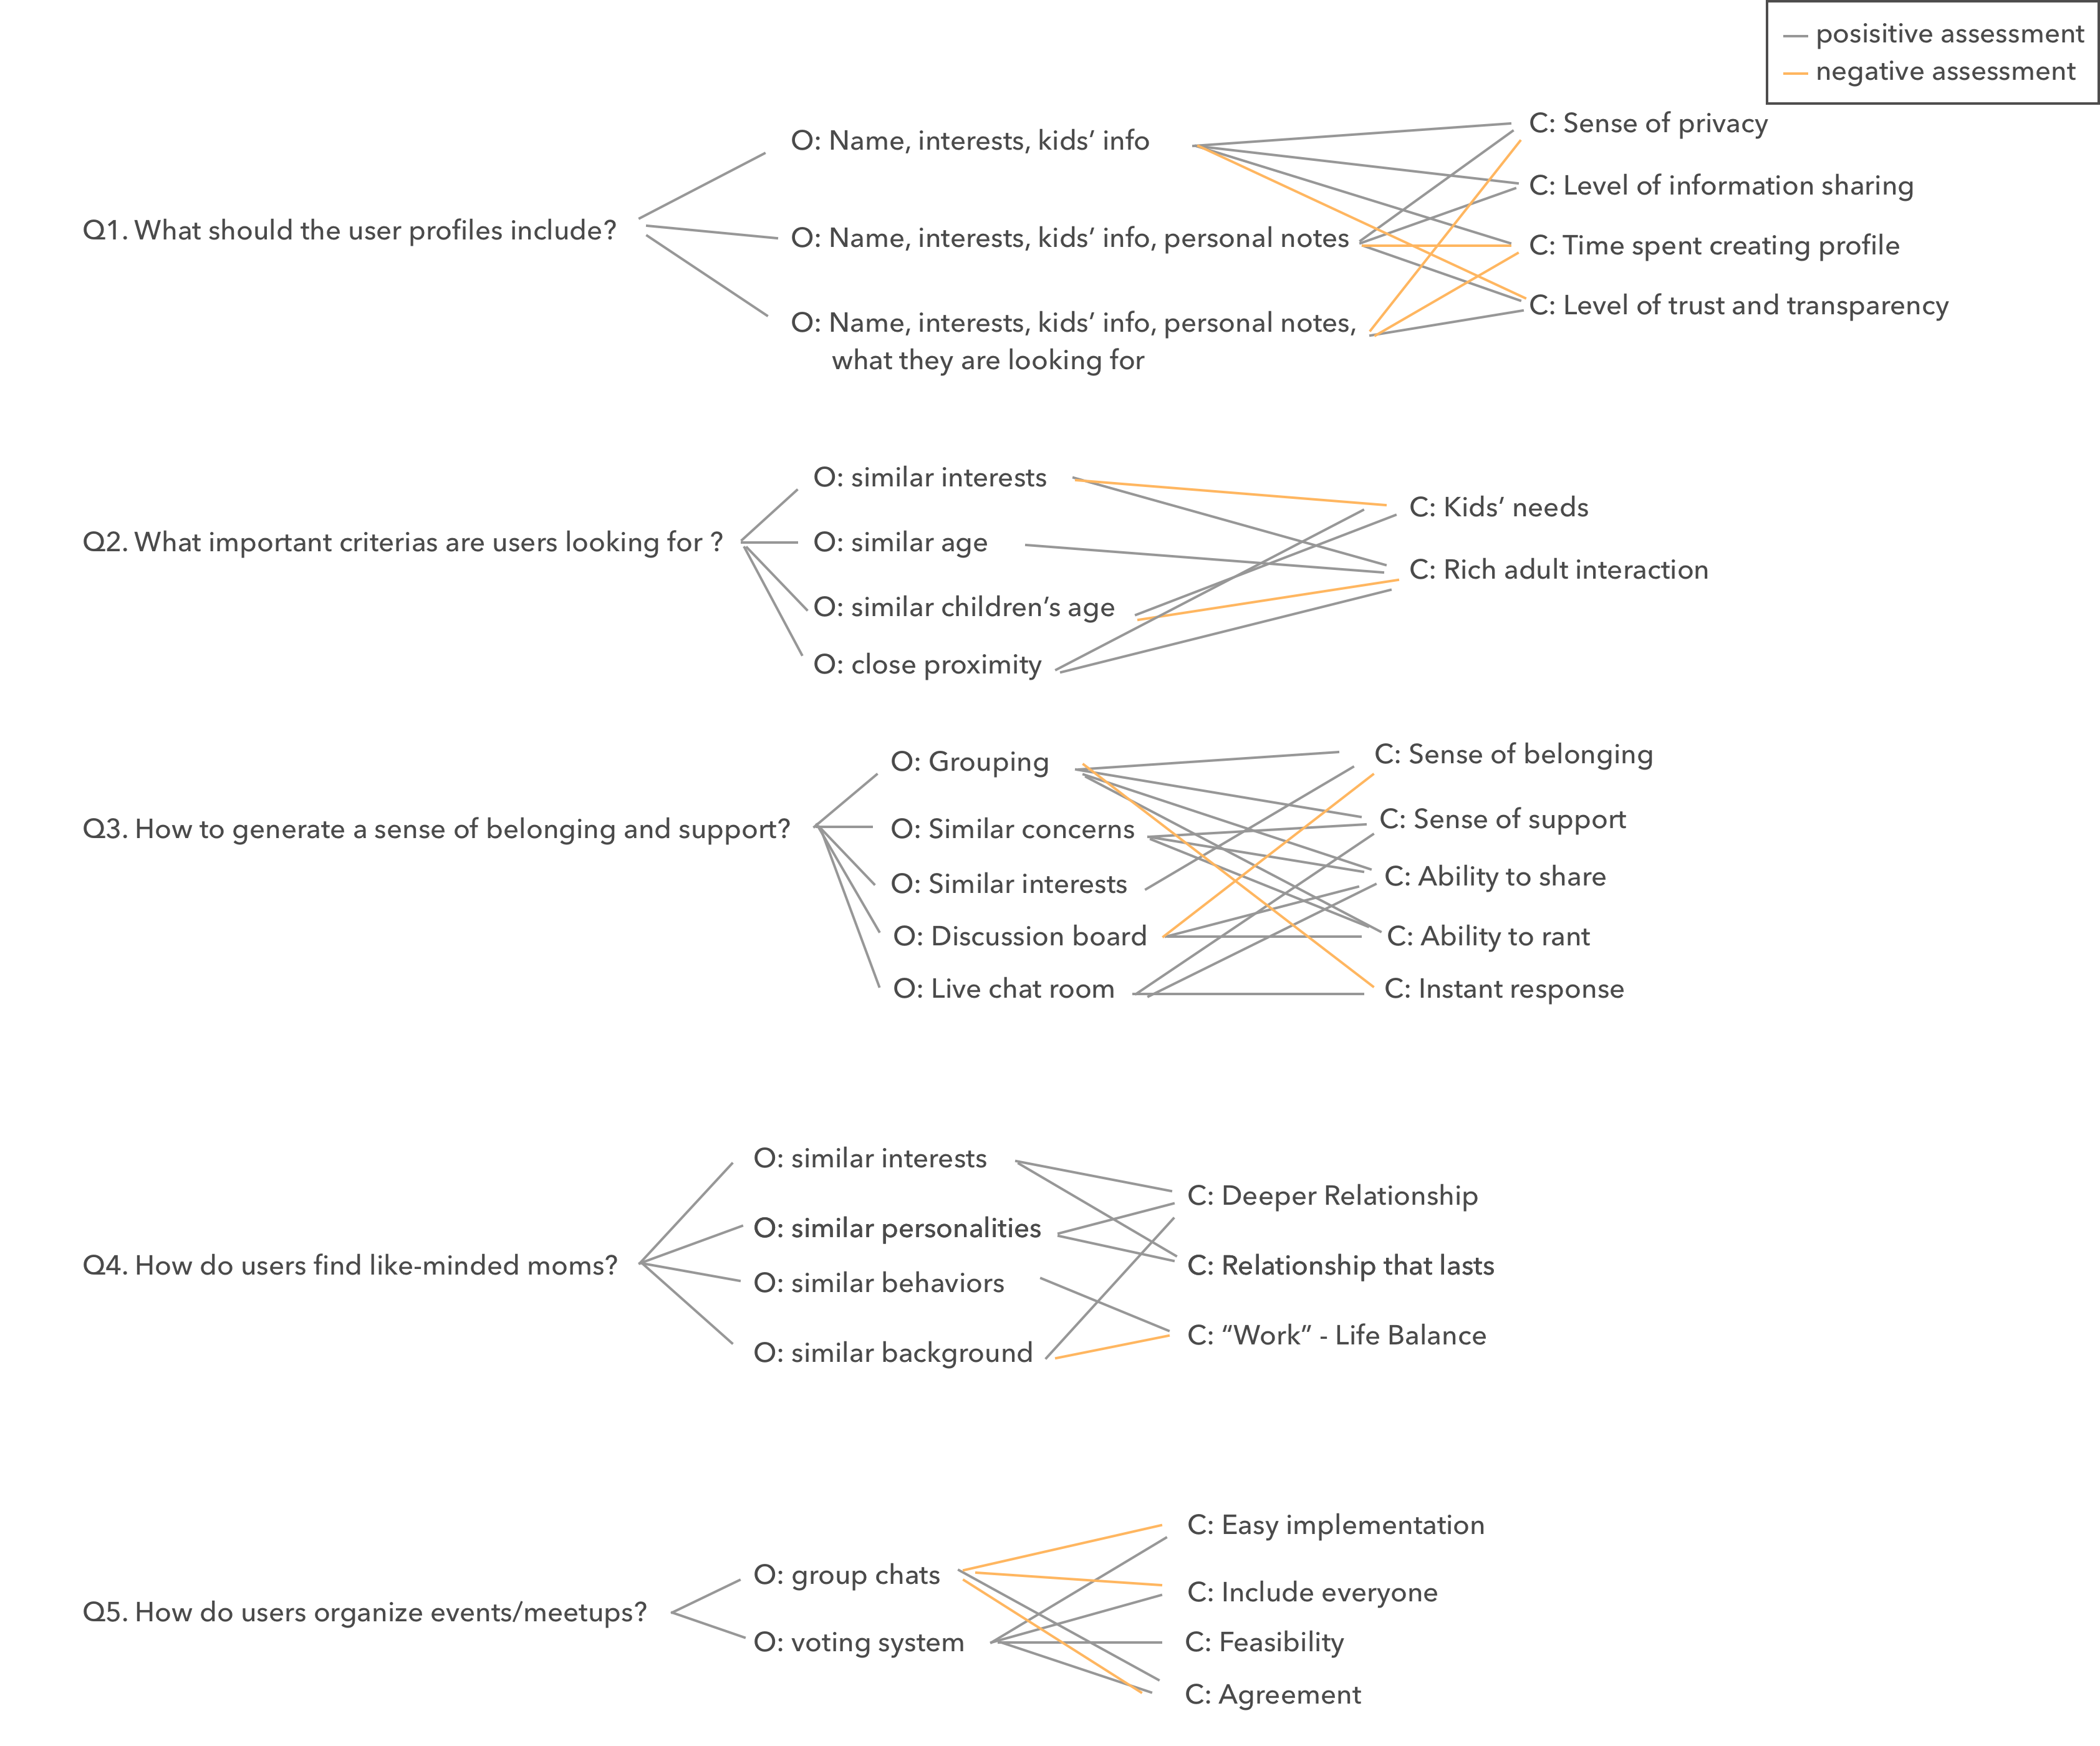 posisitive assessment
negative assessment
Q1. What should the user profiles include?
O: Name, interests, kids’ info
O: Name, interests, kids’ info, personal notes
O: Name, interests, kids’ info, personal notes,
what they are looking for
C: Sense of privacy
C: Level of information sharing
C: Time spent creating profile
C: Level of trust and transparency
Q2. What important criterias are users looking for ?
O: similar interests
O: similar age
O: similar children’s age
O: close proximity
C: Kids’ needs
C: Rich adult interaction
Q3. How to generate a sense of belonging and support?
O: Grouping
O: Similar concerns
O: Similar interests
O: Discussion board
O: Live chat room
C: Sense of belonging
C: Sense of support
C: Ability to share
C: Ability to rant
C: Instant response
Q4. How do users find like-minded moms?
O: similar interests
O: similar personalities
O: similar behaviors
O: similar background
C: Deeper Relationship
C: Relationship that lasts
C: “Work” - Life Balance
Q5. How do users organize events/meetups?
O: group chats
O: voting system
C: Easy implementation
C: Include everyone
C: Feasibility
C: Agreement